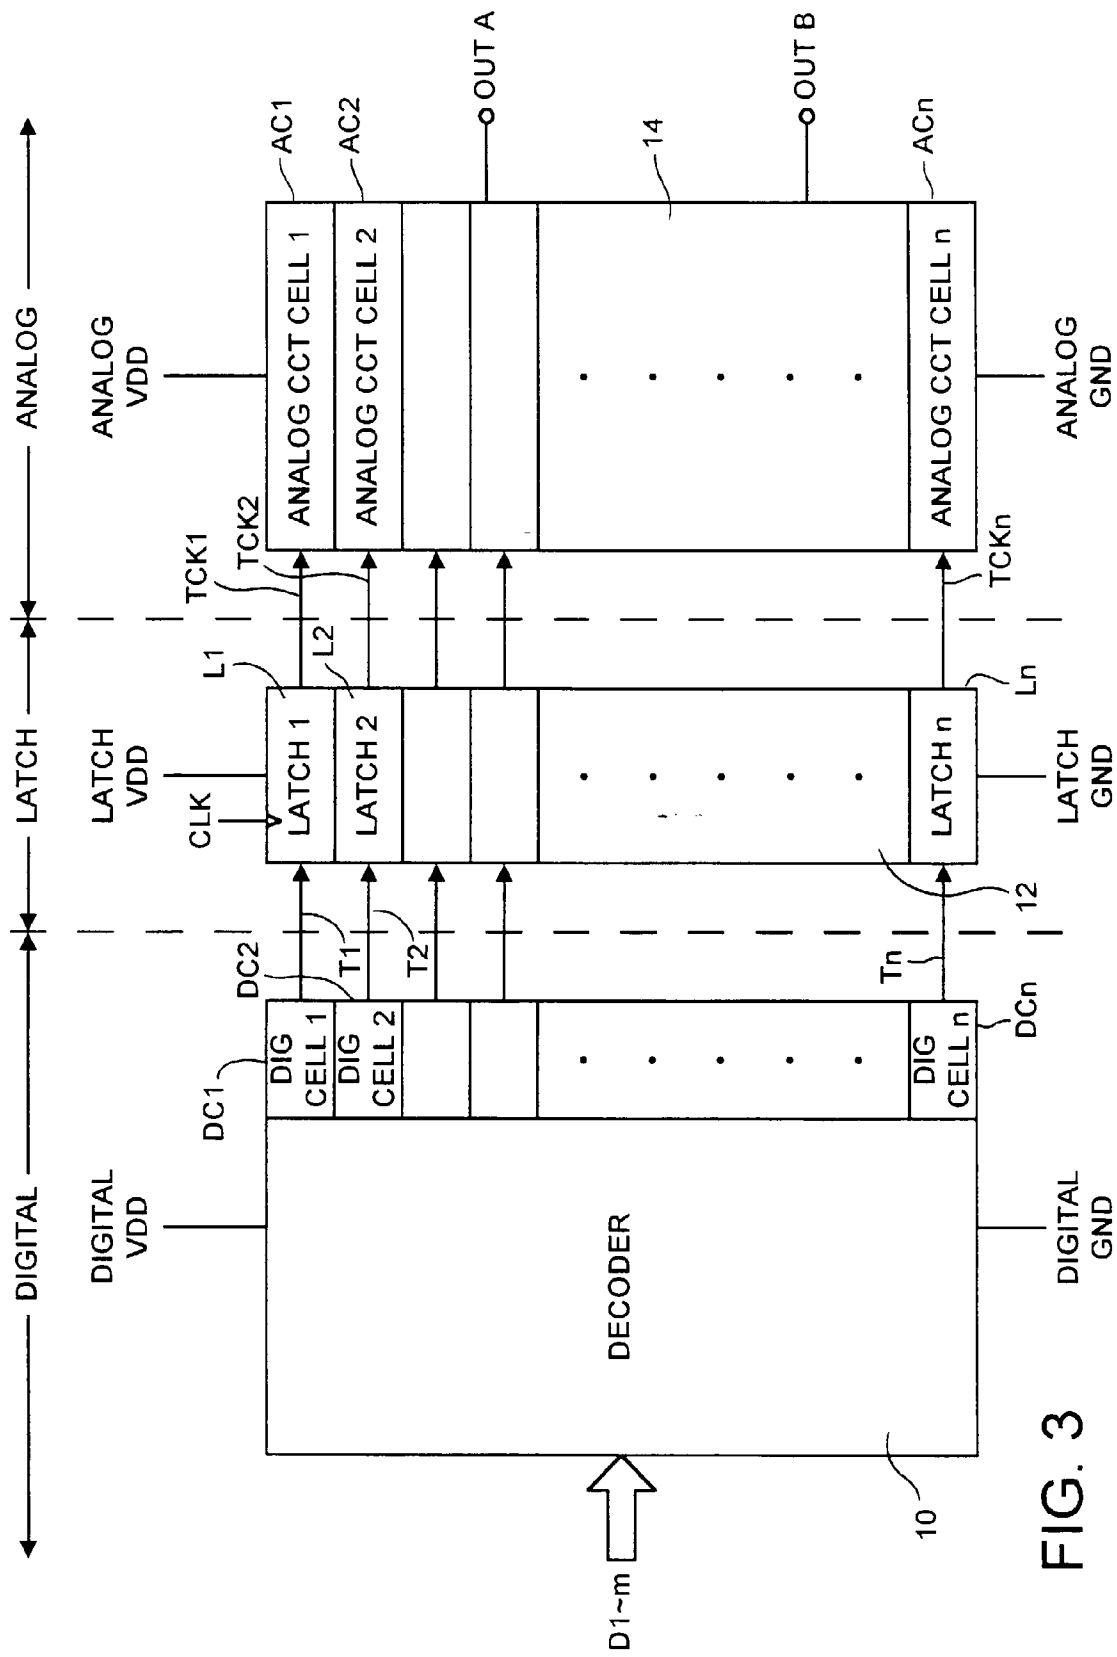 DIGITAL
LATCH
ANALOG
DIGITAL
VDD
LATCH
VDD
ANALOG
VDD
CLK
DC1
DC2
L1
L2
TCK1
TCK2
AC1
AC2
D1~m
DECODER
DIG
CELL 1
DIG
CELL 2
DIG
CELL n
T1
T2
Tn
LATCH 1
LATCH 2
LATCH n
ANALOG CCT CELL 1
ANALOG CCT CELL 2
ANALOG CCT CELL n
OUT A
OUT B
10
12
14
DCn
Ln
TCKn
ACn
DIGITAL
GND
LATCH
GND
ANALOG
GND
FIG. 3